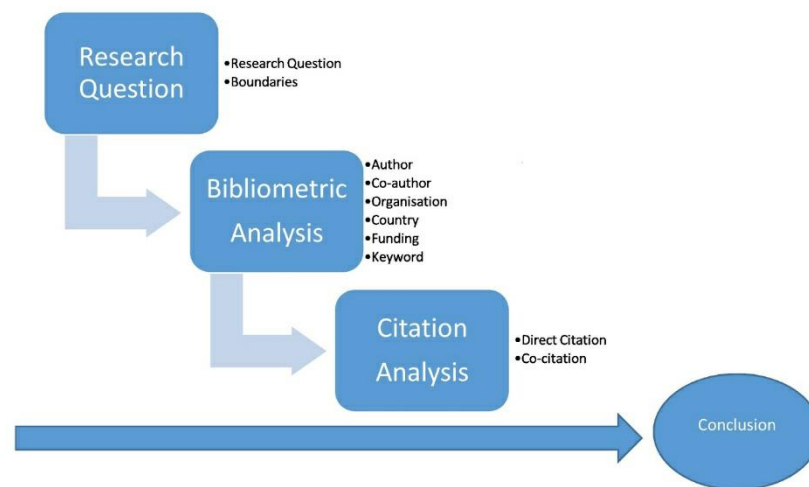 Research
Question
•Research Question
•Boundaries
Bibliometric
Analysis
•Author
•Co-author
•Organisation
•Country
•Funding
•Keyword
Citation
Analysis
•Direct Citation
•Co-citation
Conclusion